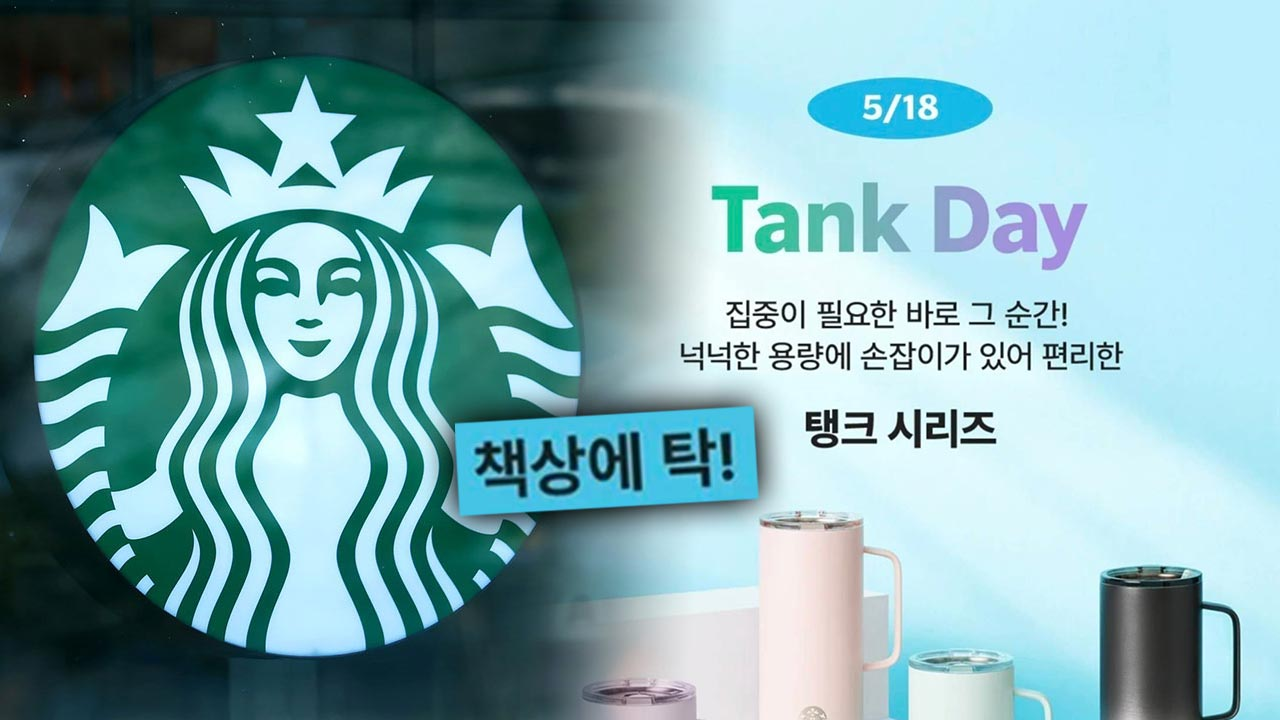 5/18
Tank Day
집중이 필요한 바로 그 순간!
넉넉한 용량에 손잡이가 있어 편리한
탱크 시리즈
책상에 탁!